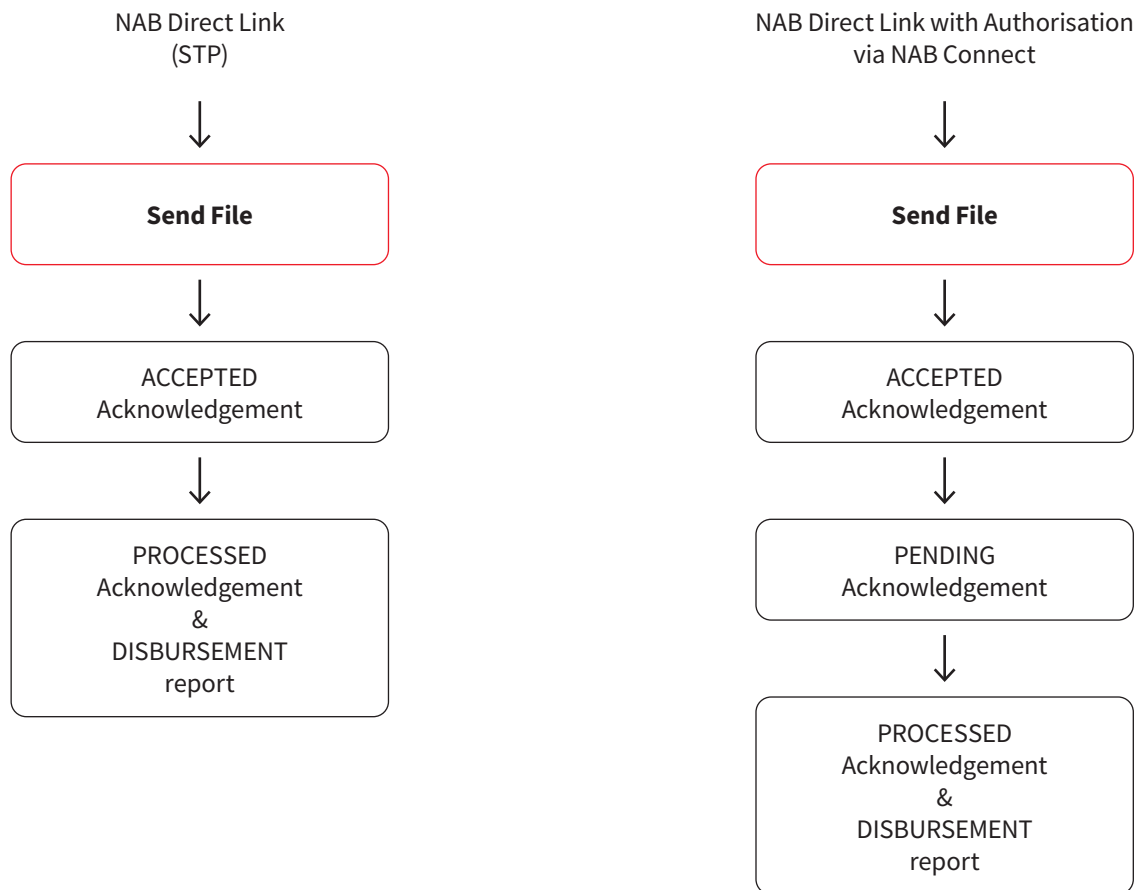 NAB Direct Link
(STP)
Send File
ACCEPTED
Acknowledgement
PROCESSED
Acknowledgement
&
DISBURSEMENT
report
NAB Direct Link with Authorisation
via NAB Connect
Send File
ACCEPTED
Acknowledgement
PENDING
Acknowledgement
PROCESSED
Acknowledgement
&
DISBURSEMENT
report